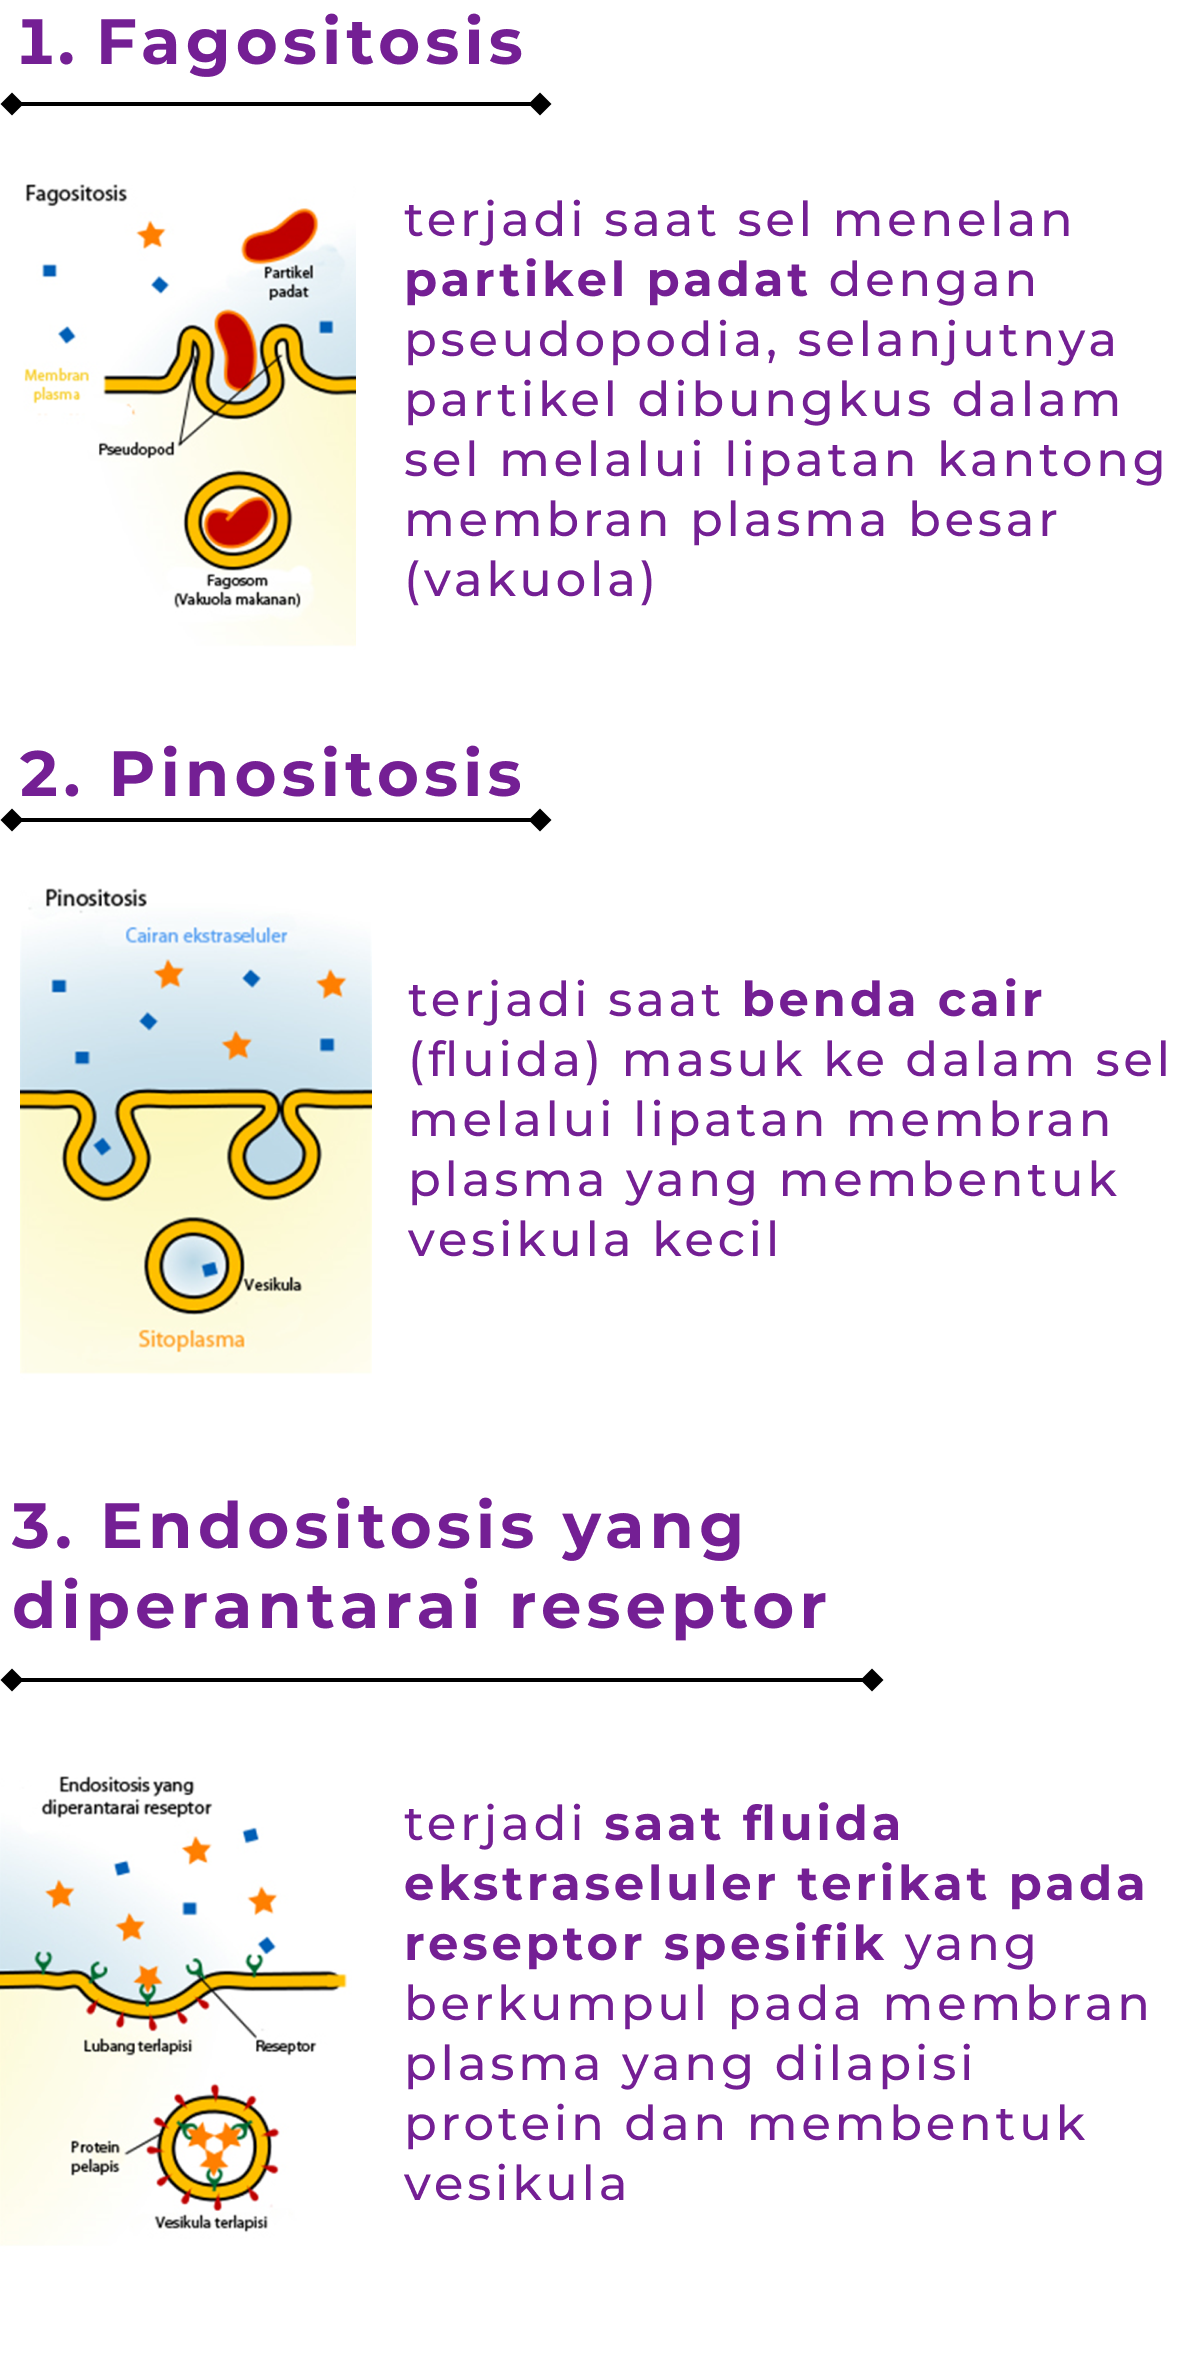 1. Fagositosis
Fagositosis
Partikel
padat
Membran
plasma
Pseudopod
Fagosom
(Vakuola makanan)
terjadi saat sel menelan
partikel padat dengan
pseudopodia, selanjutnya
partikel dibungkus dalam
sel melalui lipatan kantong
membran plasma besar
(vakuola)
2. Pinositosis
Pinositosis
Cairan ekstraseluler
Vesikula
Sitoplasma
terjadi saat benda cair
(fluida) masuk ke dalam sel
melalui lipatan membran
plasma yang membentuk
vesikula kecil
3. Endositosis yang
diperantarai reseptor
Endositosis yang
diperantarai reseptor
Lubang terlapisi
Reseptor
Protein
pelapis
Vesikula terlapisi
terjadi saat fluida
ekstraseluler terikat pada
reseptor spesifik yang
berkumpul pada membran
plasma yang dilapisi
protein dan membentuk
vesikula